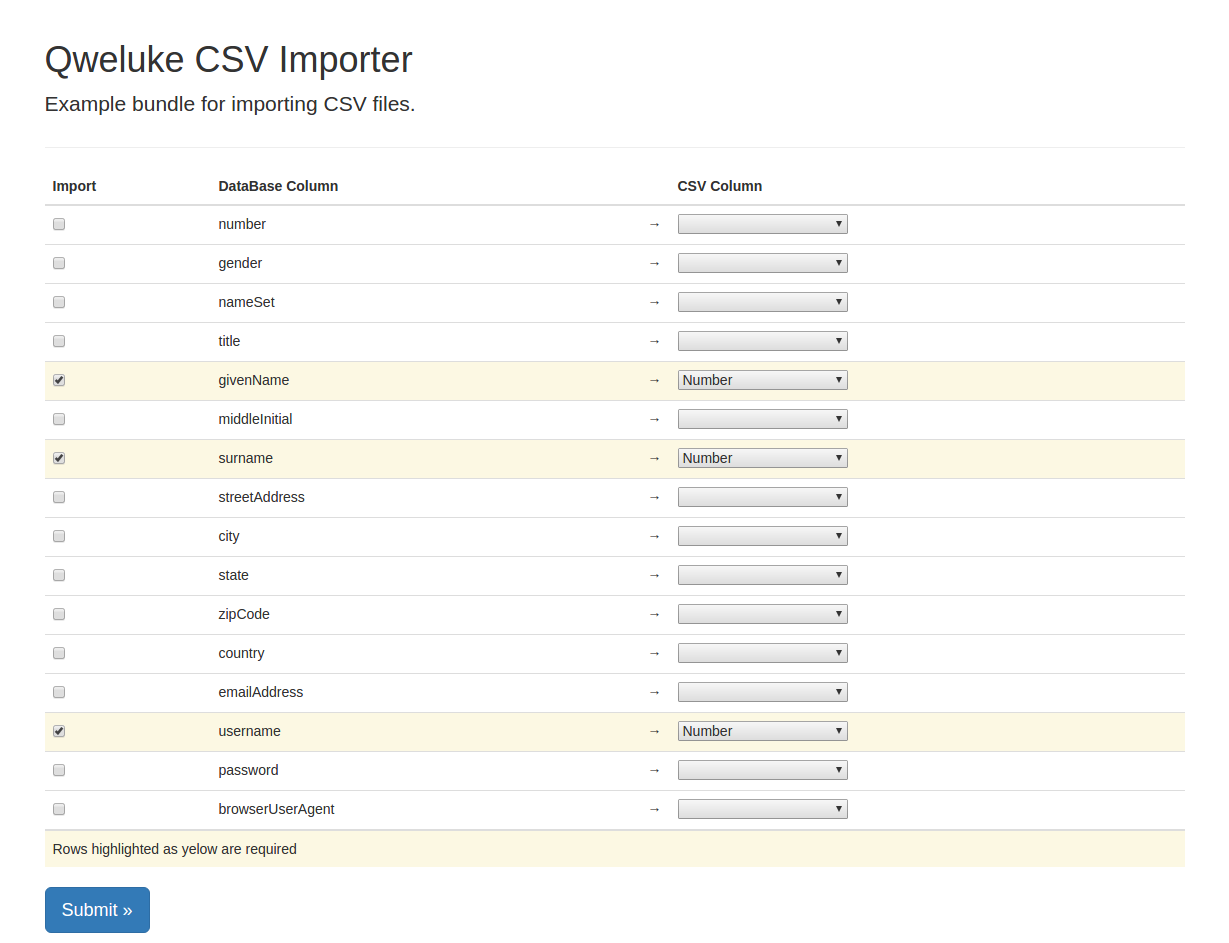 Qweluke CSV Importer
Example bundle for importing CSV files.
Import DataBase Column CSV Column
number →
gender →
nameSet →
title →
givenName → Number
middleInitial →
surname → Number
streetAddress →
city →
state →
zipCode →
country →
emailAddress →
username → Number
password →
browserUserAgent →
Rows highlighted as yelow are required
Submit »